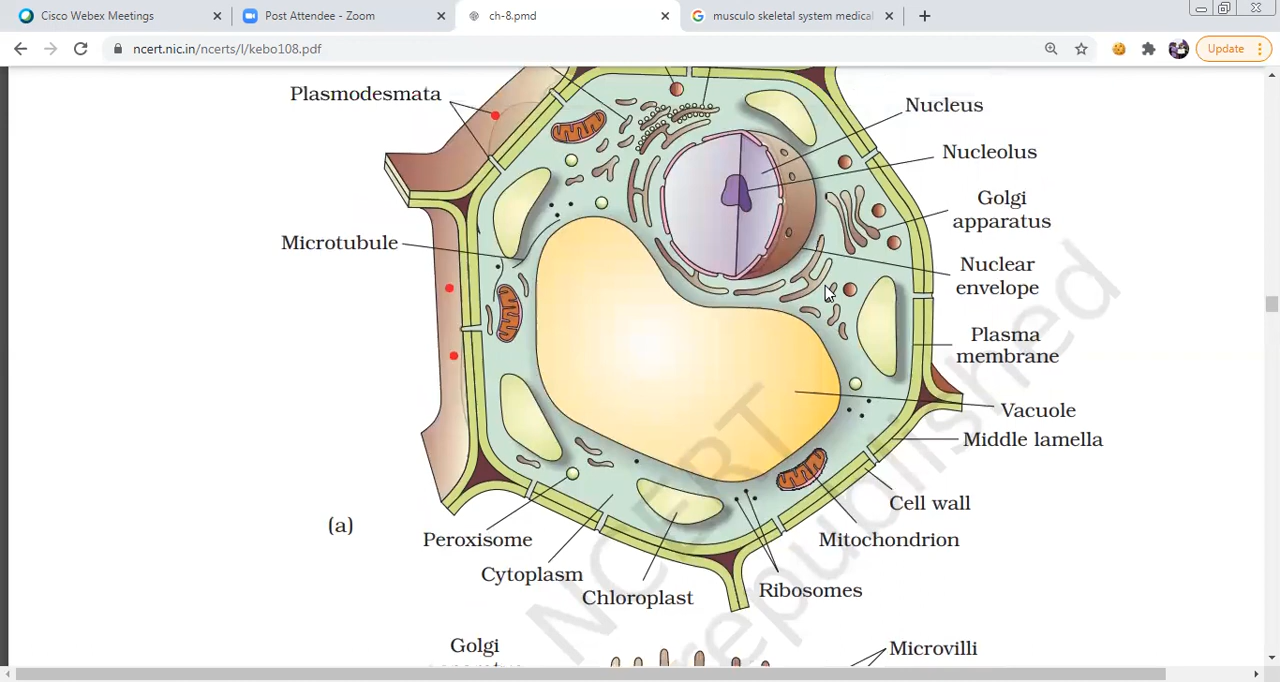 Cisco Webex Meetings
Post Attendee - Zoom
ch-8.pmd
musculo skeletal system medical
ncert.nic.in/ncerts/l/kebo108.pdf
Update
Plasmodesmata
Nucleus
Nucleolus
Golgi
apparatus
Microtubule
Nuclear
envelope
Plasma
membrane
Vacuole
Middle lamella
Cell wall
(a)
Peroxisome
Mitochondrion
Cytoplasm
Ribosomes
Chloroplast
Golgi
Microvilli
NCERT
republished